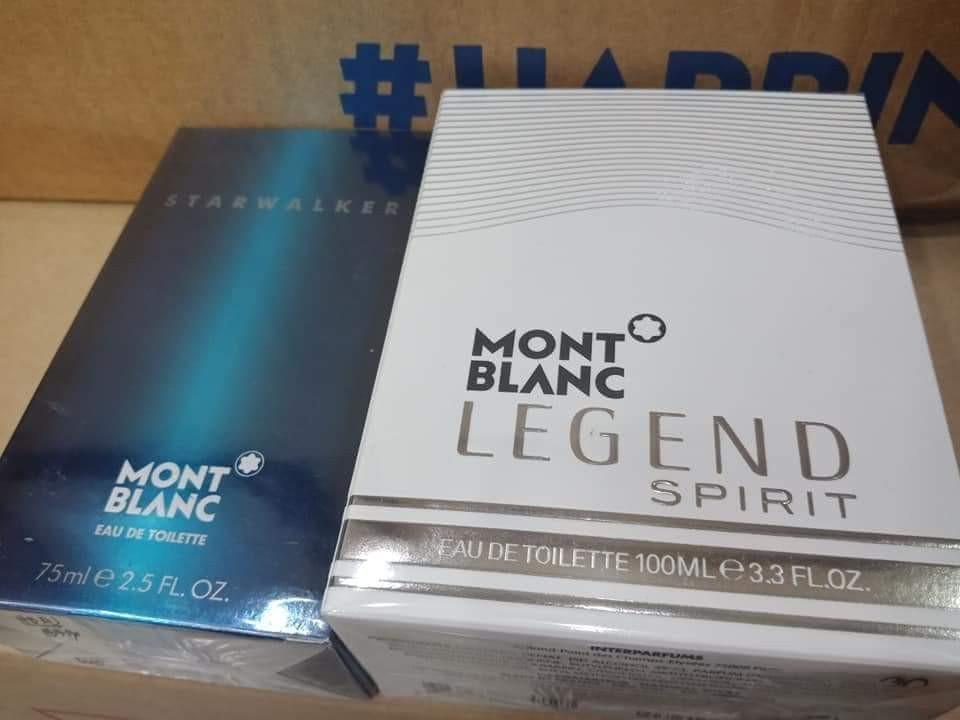 #HAPPIN
STARWALKER
MONT
BLANC
EAU DE TOILETTE
75ml e 2.5 FL. OZ.
MONT
BLANC
LEGEND
SPIRIT
EAU DE TOILETTE 100ML e 3.3 FL.OZ.
INTERPARFUMS